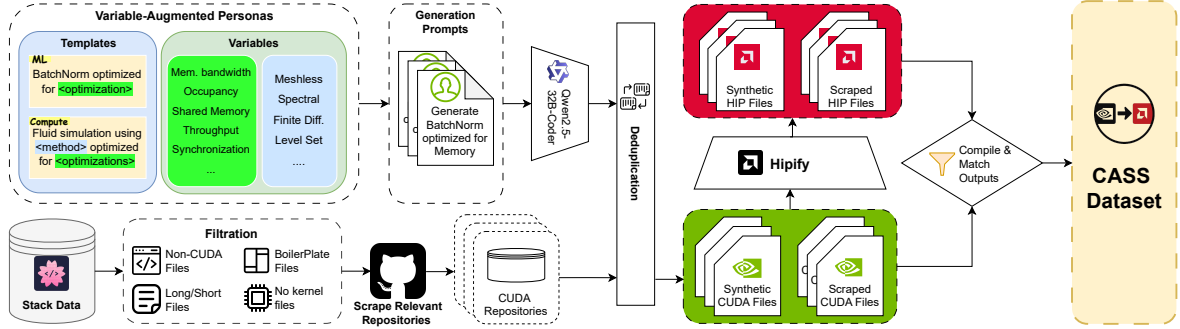 Variable-Augmented Personas
Templates
ML
BatchNorm optimized
for <optimization>
Compute
Fluid simulation using
<method> optimized
for <optimizations>
Variables
Mem. bandwidth
Occupancy
Shared Memory
Throughput
Synchronization
...
Meshless
Spectral
Finite Diff.
Level Set
....
Generation
Prompts
Generate
BatchNorm
optimized for
Memory
Qwen2.5-
32B-Coder
Deduplication
Synthetic
HIP Files
Scraped
HIP Files
Hipify
Synthetic
CUDA Files
Scraped
CUDA Files
Compile &
Match
Outputs
CASS
Dataset
Stack Data
Filtration
Non-CUDA
Files
BoilerPlate
Files
Long/Short
Files
No kernel
files
Scrape Relevant
Repositories
CUDA
Repositories